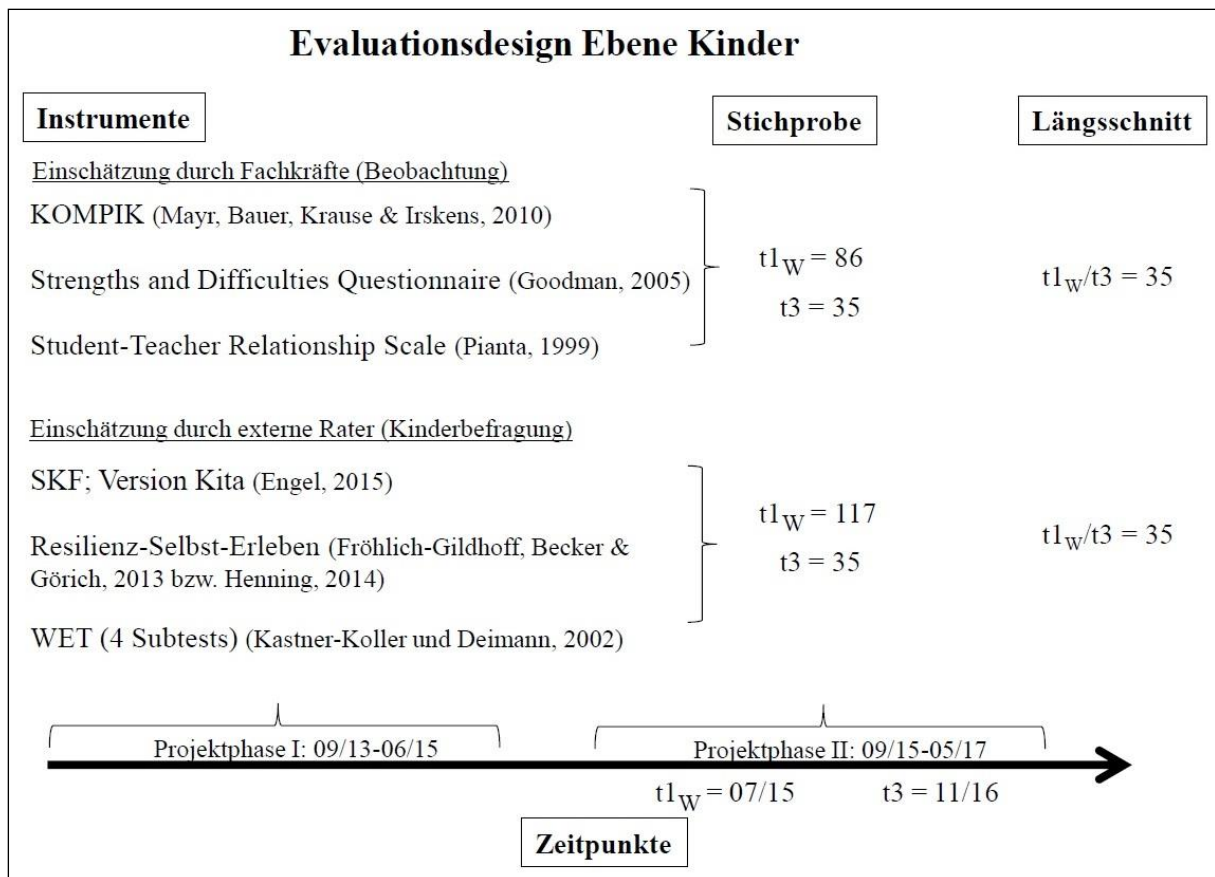 Evaluationsdesign Ebene Kinder
Instrumente
Stichprobe
Längsschnitt
Einschätzung durch Fachkräfte (Beobachtung)
KOMPIK (Mayr, Bauer, Krause & Irskens, 2010)
Strengths and Difficulties Questionnaire (Goodman, 2005)
Student-Teacher Relationship Scale (Pianta, 1999)
t1W = 86
t3 = 35
t1W/t3 = 35
Einschätzung durch externe Rater (Kinderbefragung)
SKF; Version Kita (Engel, 2015)
Resilienz-Selbst-Erleben (Fröhlich-Gildhoff, Becker &
Görich, 2013 bzw. Henning, 2014)
WET (4 Subtests) (Kastner-Koller und Deimann, 2002)
t1W = 117
t3 = 35
t1W/t3 = 35
Projektphase I: 09/13-06/15
Projektphase II: 09/15-05/17
t1W = 07/15
t3 = 11/16
Zeitpunkte